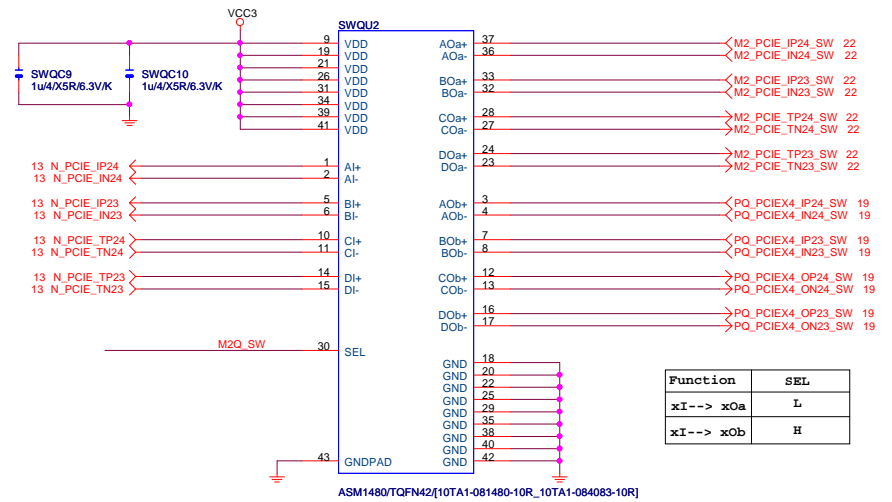 VCC3
SWQU2
SWQC9
1u/4/X5R/6.3V/K
SWQC10
1u/4/X5R/6.3V/K
9 VDD
19 VDD
21 VDD
26 VDD
31 VDD
34 VDD
39 VDD
41 VDD
13 N_PCIE_IP24 1 AI+
13 N_PCIE_IN24 2 AI-
13 N_PCIE_IP23 5 BI+
13 N_PCIE_IN23 6 BI-
13 N_PCIE_TP24 10 CI+
13 N_PCIE_TN24 11 CI-
13 N_PCIE_TP23 14 DI+
13 N_PCIE_TN23 15 DI-
M2Q_SW 30 SEL
43 GNDPAD
AOa+ 37 M2_PCIE_IP24_SW 22
AOa- 36 M2_PCIE_IN24_SW 22
BOa+ 33 M2_PCIE_IP23_SW 22
BOa- 32 M2_PCIE_IN23_SW 22
COa+ 28 M2_PCIE_TP24_SW 22
COa- 27 M2_PCIE_TN24_SW 22
DOa+ 24 M2_PCIE_TP23_SW 22
DOa- 23 M2_PCIE_TN23_SW 22
AOb+ 3 PQ_PCIEX4_IP24_SW 19
AOb- 4 PQ_PCIEX4_IN24_SW 19
BOb+ 7 PQ_PCIEX4_IP23_SW 19
BOb- 8 PQ_PCIEX4_IN23_SW 19
COb+ 12 PQ_PCIEX4_OP24_SW 19
COb- 13 PQ_PCIEX4_ON24_SW 19
DOb+ 16 PQ_PCIEX4_OP23_SW 19
DOb- 17 PQ_PCIEX4_ON23_SW 19
GND 18
GND 20
GND 22
GND 25
GND 29
GND 35
GND 38
GND 40
GND 42
Function SEL
xI--> xOa L
xI--> xOb H
ASM1480/TQFN42/[10TA1-081480-10R_10TA1-084083-10R]